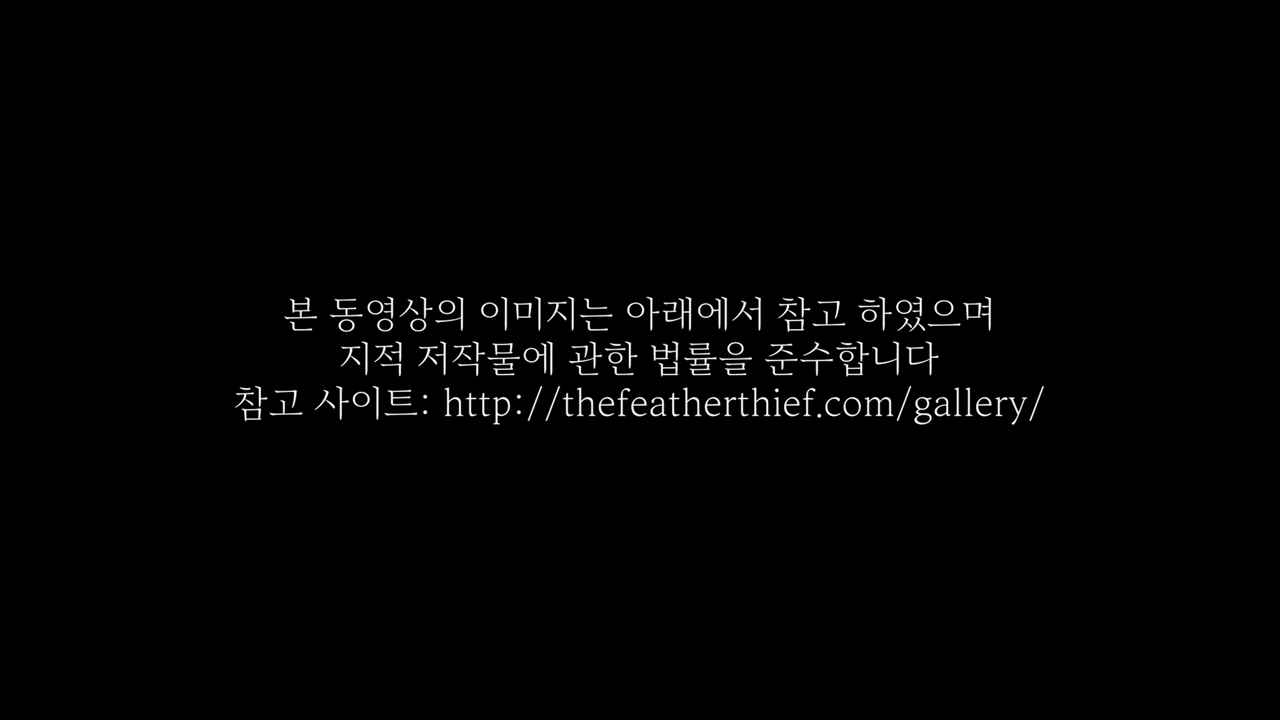 본 동영상의 이미지는 아래에서 참고 하였으며
지적 저작물에 관한 법률을 준수합니다
참고 사이트: http://thefeatherthief.com/gallery/